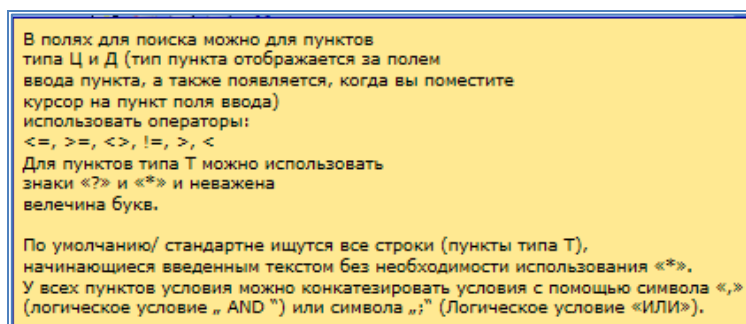 В полях для поиска можно для пунктов
типа Ц и Д (тип пункта отображается за полем
ввода пункта, а также появляется, когда вы поместите
курсор на пункт поля ввода)
использовать операторы:
<=, >=, <>, !=, >, <
Для пунктов типа Т можно использовать
знаки «?» и «*» и неважена
велечина букв.
По умолчанию/ стандартне ищутся все строки (пункты типа Т),
начинающиеся введенным текстом без необходимости использования «*».
У всех пунктов условия можно конкатезировать условия с помощью символа «,»
(логическое условие „ AND “) или символа „;“ (Логическое условие «ИЛИ»).